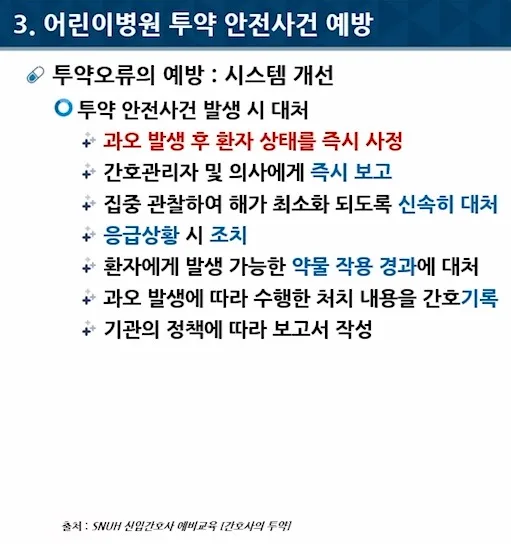 3. 어린이병원 투약 안전사건 예방
투약오류의 예방 : 시스템 개선
투약 안전사건 발생 시 대처
과오 발생 후 환자 상태를 즉시 사정
간호관리자 및 의사에게 즉시 보고
집중 관찰하여 해가 최소화 되도록 신속히 대처
응급상황 시 조치
환자에게 발생 가능한 약물 작용 경과에 대처
과오 발생에 따라 수행한 처치 내용을 간호기록
기관의 정책에 따라 보고서 작성
출처 : SNUH 신입간호사 예비교육 [간호사의 투약]